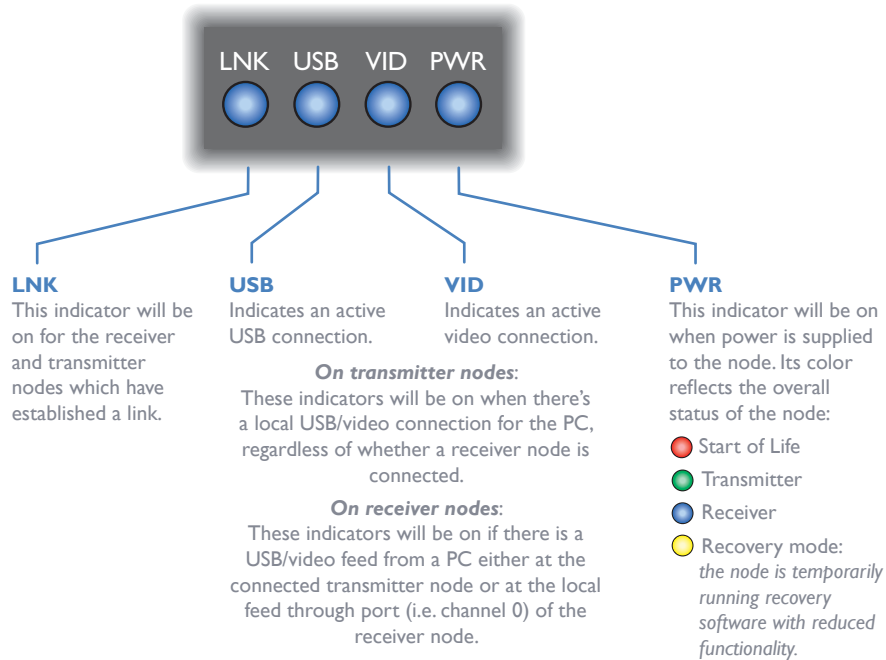 LNK USB VID PWR
LNK
This indicator will be
on for the receiver
and transmitter
nodes which have
established a link.
USB
Indicates an active
USB connection.
VID
Indicates an active
video connection.
On transmitter nodes:
These indicators will be on when there's
a local USB/video connection for the PC,
regardless of whether a receiver node is
connected.
On receiver nodes:
These indicators will be on if there is a
USB/video feed from a PC either at the
connected transmitter node or at the local
feed through port (i.e. channel 0) of the
receiver node.
PWR
This indicator will be on
when power is supplied
to the node. Its color
reflects the overall
status of the node:
Start of Life
Transmitter
Receiver
Recovery mode:
the node is temporarily
running recovery
software with reduced
functionality.